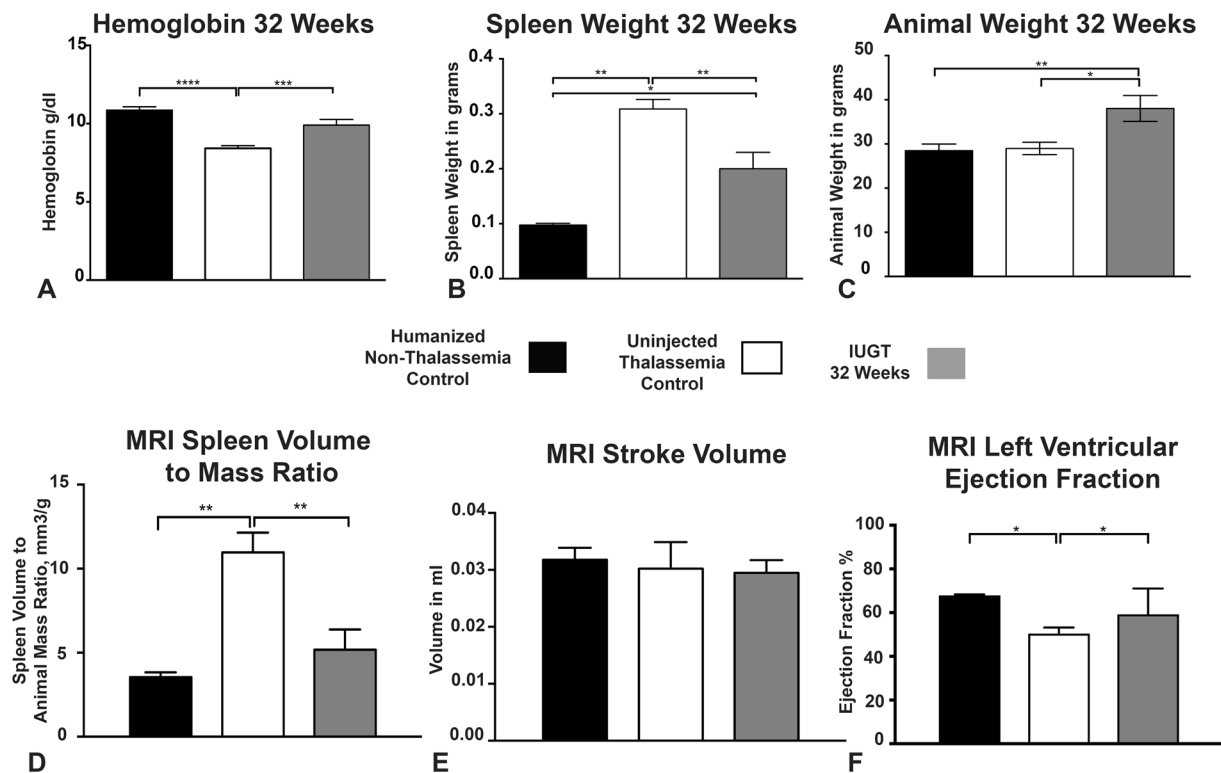 Hemoglobin 32 Weeks
Hemoglobin g/dl
15
10
5
0
****
***
A
Spleen Weight 32 Weeks
Spleen Weight in grams
0.4
0.3
0.2
0.1
0.0
**
**
*
B
Animal Weight 32 Weeks
Animal Weight in grams
50
40
30
20
10
0
**
*
C
Humanized
Non-Thalassemia
Control
Uninjected
Thalassemia
Control
IUGT
32 Weeks
MRI Spleen Volume
to Mass Ratio
Spleen Volume to
Animal Mass Ratio, mm3/g
15
10
5
0
**
**
D
MRI Stroke Volume
Volume in ml
0.04
0.03
0.02
0.01
0.00
E
MRI Left Ventricular
Ejection Fraction
Ejection Fraction %
100
80
60
40
20
0
*
*
F